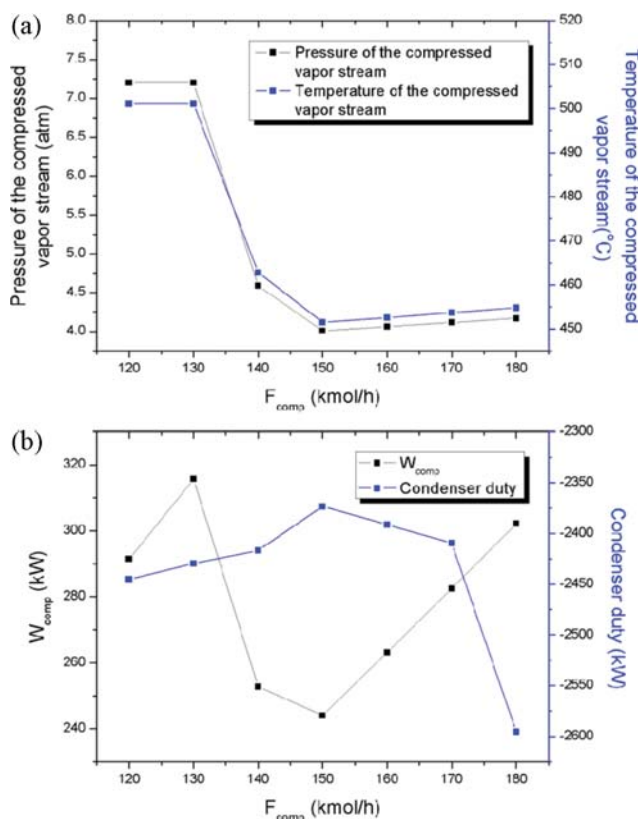 (a)
8.0
7.5
7.0
6.5
6.0
5.5
5.0
4.5
4.0
Pressure of the compressed
vapor stream (atm)
Pressure of the compressed
vapor stream
Temperature of the compressed
vapor stream
520
510
500
490
480
470
460
450
Temperature of the compressed
vapor stream(°C)
120 130 140 150 160 170 180
F_comp (kmol/h)
(b)
320
300
280
260
240
W_comp (kW)
W_comp
Condenser duty
-2300
-2350
-2400
-2450
-2500
-2550
-2600
Condenser duty (kW)
120 130 140 150 160 170 180
F_comp (kmol/h)